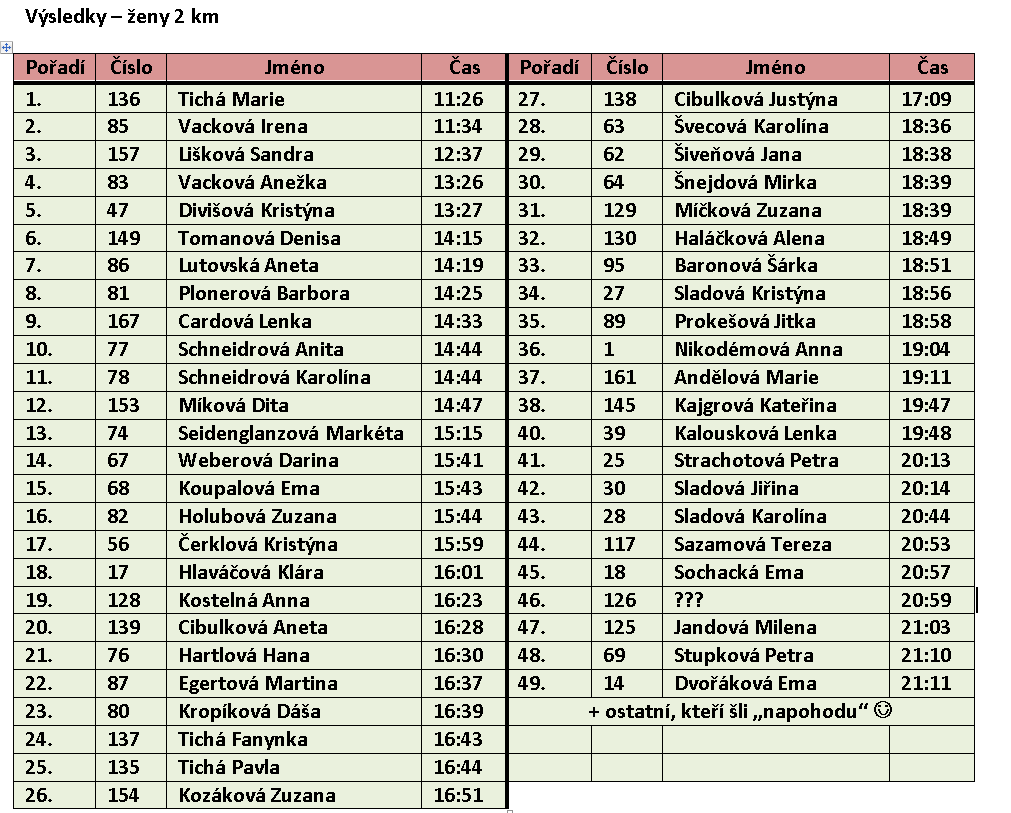 Výsledky – ženy 2 km
Pořadí Číslo Jméno Čas Pořadí Číslo Jméno Čas
1. 136 Tichá Marie 11:26 27. 138 Cibulková Justýna 17:09
2. 85 Vacková Irena 11:34 28. 63 Švecová Karolína 18:36
3. 157 Lišková Sandra 12:37 29. 62 Šiveňová Jana 18:38
4. 83 Vacková Anežka 13:26 30. 64 Šnejdová Mirka 18:39
5. 47 Divišová Kristýna 13:27 31. 129 Míčková Zuzana 18:39
6. 149 Tomanová Denisa 14:15 32. 130 Haláčková Alena 18:49
7. 86 Lutovská Aneta 14:19 33. 95 Baronová Šárka 18:51
8. 81 Plonerová Barbora 14:25 34. 27 Sladová Kristýna 18:56
9. 167 Cardová Lenka 14:33 35. 89 Prokešová Jitka 18:58
10. 77 Schneidrová Anita 14:44 36. 1 Nikodémová Anna 19:04
11. 78 Schneidrová Karolína 14:44 37. 161 Andělová Marie 19:11
12. 153 Míková Dita 14:47 38. 145 Kajgrová Kateřina 19:47
13. 74 Seidenglanzová Markéta 15:15 40. 39 Kalousková Lenka 19:48
14. 67 Weberová Darina 15:41 41. 25 Strachotová Petra 20:13
15. 68 Koupalová Ema 15:43 42. 30 Sladová Jiřina 20:14
16. 82 Holubová Zuzana 15:44 43. 28 Sladová Karolína 20:44
17. 56 Čerklová Kristýna 15:59 44. 117 Sazamová Tereza 20:53
18. 17 Hlaváčová Klára 16:01 45. 18 Sochacká Ema 20:57
19. 128 Kostelná Anna 16:23 46. 126 ??? 20:59
20. 139 Cibulková Aneta 16:28 47. 125 Jandová Milena 21:03
21. 76 Hartlová Hana 16:30 48. 69 Stupková Petra 21:10
22. 87 Egertová Martina 16:37 49. 14 Dvořáková Ema 21:11
23. 80 Kropíková Dáša 16:39 + ostatní, kteří šli „napohodu“ ☺
24. 137 Tichá Fanynka 16:43
25. 135 Tichá Pavla 16:44
26. 154 Kozáková Zuzana 16:51